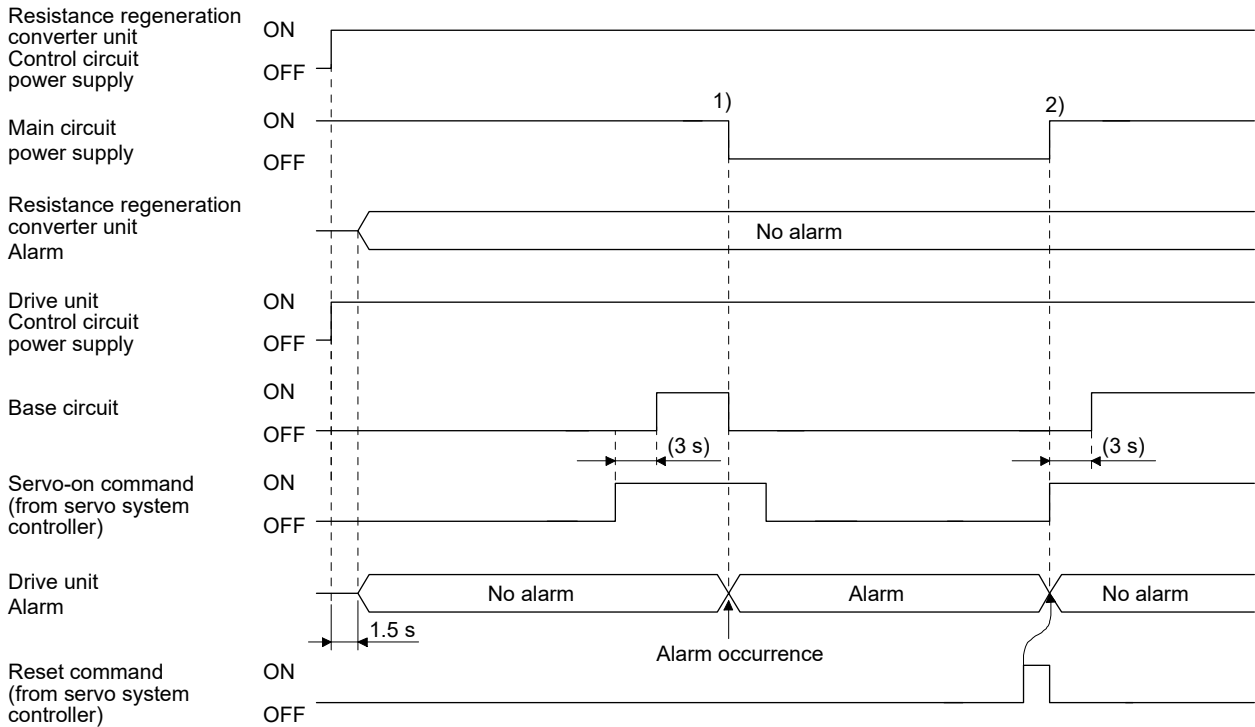 Resistance regeneration
converter unit
Control circuit
power supply
ON
OFF
1)
2)
Main circuit
power supply
ON
OFF
Resistance regeneration
converter unit
Alarm
No alarm
Drive unit
Control circuit
power supply
ON
OFF
Base circuit
ON
OFF
(3 s)
(3 s)
Servo-on command
(from servo system
controller)
ON
OFF
Drive unit
Alarm
No alarm
Alarm
No alarm
1.5 s
Alarm occurrence
Reset command
(from servo system
controller)
ON
OFF